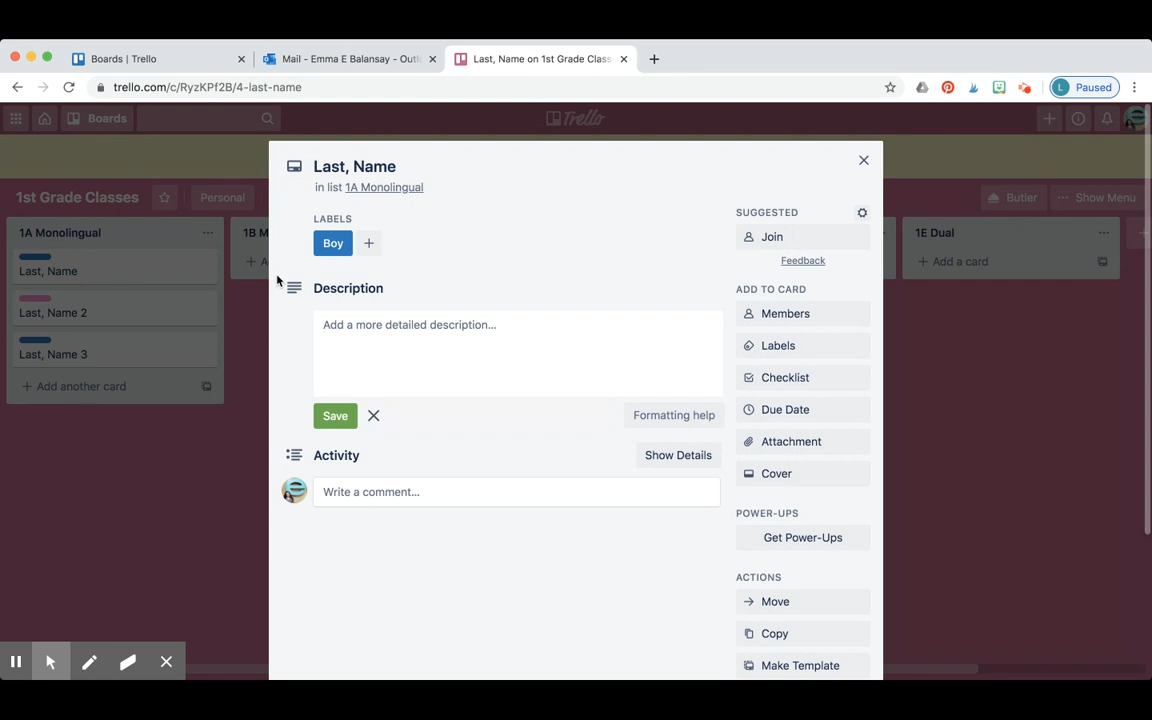 Boards | Trello
Mail - Emma E Balansay - Outl
Last, Name on 1st Grade Class
trello.com/c/RyzKPf2B/4-last-name
L Paused
Boards
Trello
1st Grade Classes
Personal
Butler
Show Menu
1A Monolingual
Last, Name
Last, Name 2
Last, Name 3
+ Add another card
1B M
+ A
Last, Name
in list 1A Monolingual
LABELS
Boy
Description
Add a more detailed description...
Save
Formatting help
Activity
Show Details
Write a comment...
SUGGESTED
Join
Feedback
ADD TO CARD
Members
Labels
Checklist
Due Date
Attachment
Cover
POWER-UPS
Get Power-Ups
ACTIONS
Move
Copy
Make Template
1E Dual
+ Add a card